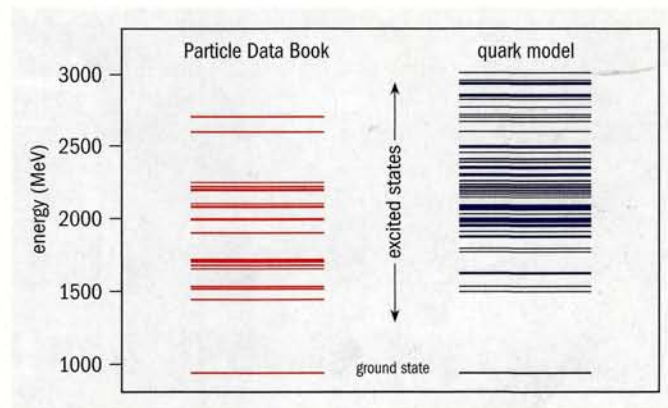 Particle Data Book
quark model
3000
2500
2000
1500
1000
energy (MeV)
excited states
ground state